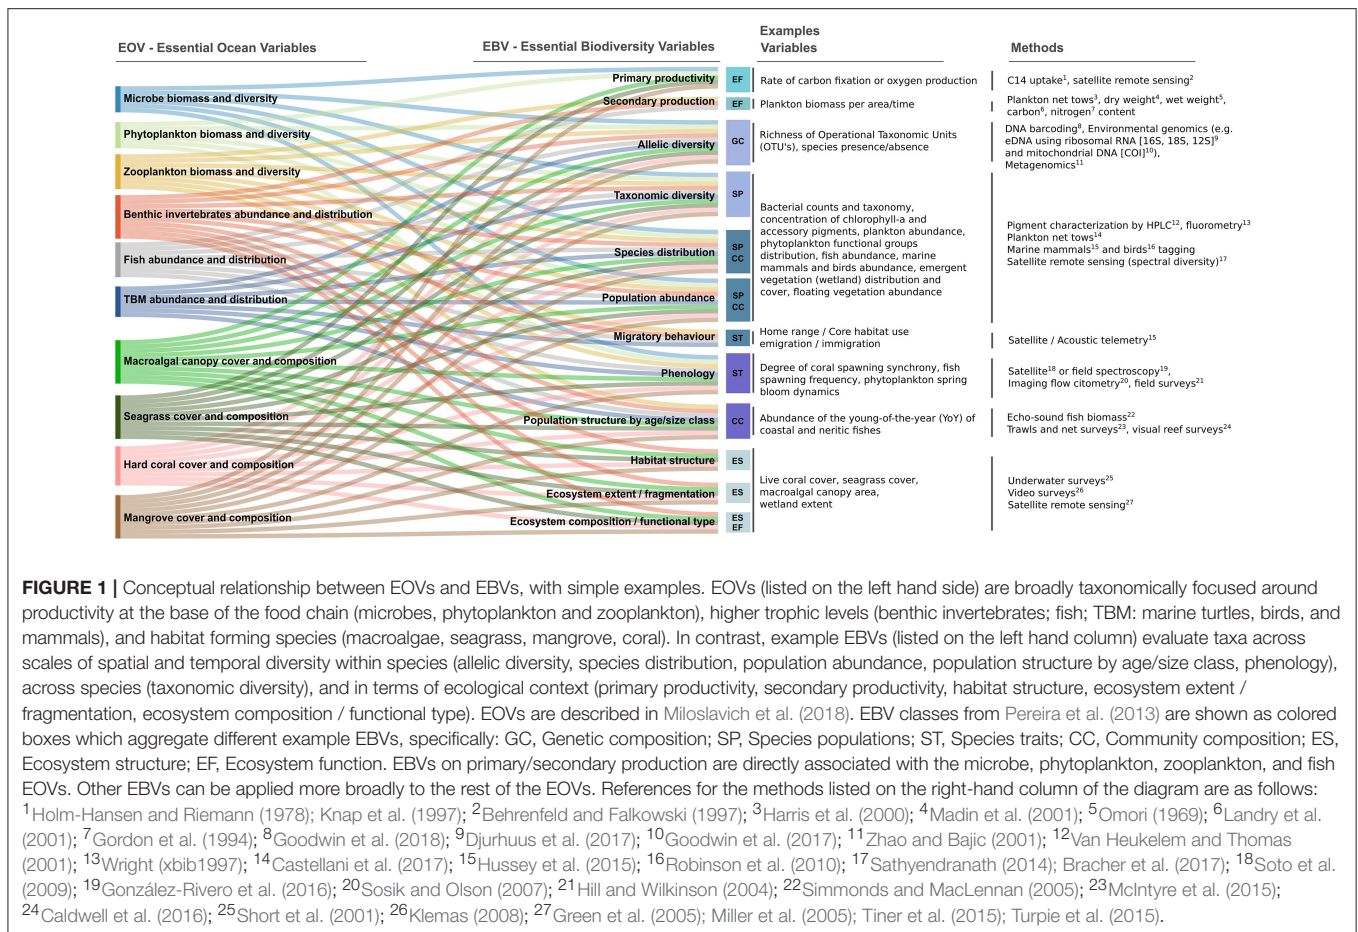 EOV - Essential Ocean Variables
EBV - Essential Biodiversity Variables
Examples
Variables
Methods
Microbe biomass and diversity
Phytoplankton biomass and diversity
Zooplankton biomass and diversity
Benthic invertebrates abundance and distribution
Fish abundance and distribution
TBM abundance and distribution
Macroalgal canopy cover and composition
Seagrass cover and composition
Hard coral cover and composition
Mangrove cover and composition
Primary productivity
EF
Rate of carbon fixation or oxygen production
C14 uptake¹, satellite remote sensing²
Secondary production
EF
Plankton biomass per area/time
Plankton net tows³, dry weight⁴, wet weight⁵,
carbon⁶, nitrogen⁷ content
Allelic diversity
GC
Richness of Operational Taxonomic Units
(OTU's), species presence/absence
DNA barcoding⁸, Environmental genomics (e.g.
eDNA using ribosomal RNA [16S, 18S, 12S]⁹
and mitochondrial DNA [COI]¹⁰),
Metagenomics¹¹
Taxonomic diversity
SP
Species distribution
SP
CC
Population abundance
SP
CC
Bacterial counts and taxonomy,
concentration of chlorophyll-a and
accessory pigments, plankton abundance,
phytoplankton functional groups
distribution, fish abundance, marine
mammals and birds abundance, emergent
vegetation (wetland) distribution and
cover, floating vegetation abundance
Pigment characterization by HPLC¹², fluorometry¹³
Plankton net tows¹⁴
Marine mammals¹⁵ and birds¹⁶ tagging
Satellite remote sensing (spectral diversity)¹⁷
Migratory behaviour
ST
Home range / Core habitat use
emigration / immigration
Satellite / Acoustic telemetry¹⁵
Phenology
ST
Degree of coral spawning synchrony, fish
spawning frequency, phytoplankton spring
bloom dynamics
Satellite¹⁸ or field spectroscopy¹⁹,
Imaging flow citometry²⁰, field surveys²¹
Population structure by age/size class
CC
Abundance of the young-of-the-year (YoY) of
coastal and neritic fishes
Echo-sound fish biomass²²
Trawls and net surveys²³, visual reef surveys²⁴
Habitat structure
ES
Ecosystem extent / fragmentation
ES
Ecosystem composition / functional type
ES
EF
Live coral cover, seagrass cover,
macroalgal canopy area,
wetland extent
Underwater surveys²⁵
Video surveys²⁶
Satellite remote sensing²⁷
FIGURE 1 | Conceptual relationship between EOVs and EBVs, with simple examples. EOVs (listed on the left hand side) are broadly taxonomically focused around
productivity at the base of the food chain (microbes, phytoplankton and zooplankton), higher trophic levels (benthic invertebrates; fish; TBM: marine turtles, birds, and
mammals), and habitat forming species (macroalgae, seagrass, mangrove, coral). In contrast, example EBVs (listed on the left hand column) evaluate taxa across
scales of spatial and temporal diversity within species (allelic diversity, species distribution, population abundance, population structure by age/size class, phenology),
across species (taxonomic diversity), and in terms of ecological context (primary productivity, secondary productivity, habitat structure, ecosystem extent /
fragmentation, ecosystem composition / functional type). EOVs are described in Miloslavich et al. (2018). EBV classes from Pereira et al. (2013) are shown as colored
boxes which aggregate different example EBVs, specifically: GC, Genetic composition; SP, Species populations; ST, Species traits; CC, Community composition; ES,
Ecosystem structure; EF, Ecosystem function. EBVs on primary/secondary production are directly associated with the microbe, phytoplankton, zooplankton, and fish
EOVs. Other EBVs can be applied more broadly to the rest of the EOVs. References for the methods listed on the right-hand column of the diagram are as follows:
¹Holm-Hansen and Riemann (1978); Knap et al. (1997); ²Behrenfeld and Falkowski (1997); ³Harris et al. (2000); ⁴Madin et al. (2001); ⁵Omori (1969); ⁶Landry et al.
(2001); ⁷Gordon et al. (1994); ⁸Goodwin et al. (2018); ⁹Djurhuus et al. (2017); ¹⁰Goodwin et al. (2017); ¹¹Zhao and Bajic (2001); ¹²Van Heukelem and Thomas
(2001); ¹³Wright (xbib1997); ¹⁴Castellani et al. (2017); ¹⁵Hussey et al. (2015); ¹⁶Robinson et al. (2010); ¹⁷Sathyendranath (2014); Bracher et al. (2017); ¹⁸Soto et al.
(2009); ¹⁹González-Rivero et al. (2016); ²⁰Sosik and Olson (2007); ²¹Hill and Wilkinson (2004); ²²Simmonds and MacLennan (2005); ²³McIntyre et al. (2015);
²⁴Caldwell et al. (2016); ²⁵Short et al. (2001); ²⁶Klemas (2008); ²⁷Green et al. (2005); Miller et al. (2005); Tiner et al. (2015); Turpie et al. (2015).